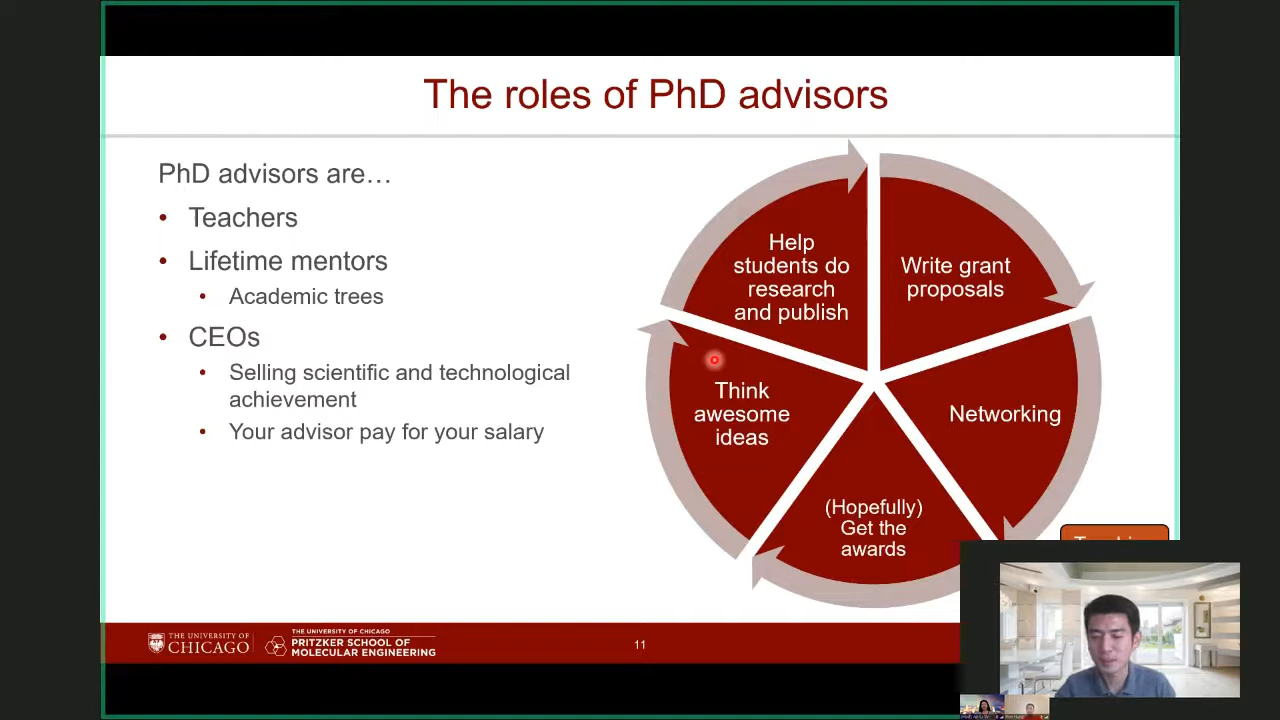 The roles of PhD advisors
PhD advisors are…
• Teachers
• Lifetime mentors
• Academic trees
• CEOs
• Selling scientific and technological
achievement
• Your advisor pay for your salary
Help
students do
research
and publish
Write grant
proposals
Networking
(Hopefully)
Get the
awards
Think
awesome
ideas
THE UNIVERSITY OF
CHICAGO
THE UNIVERSITY OF CHICAGO
PRITZKER SCHOOL OF
MOLECULAR ENGINEERING
11